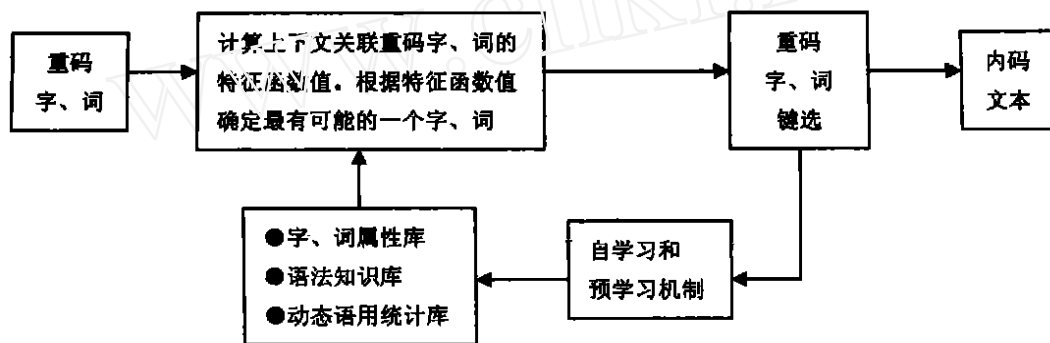 重码
字、词
计算上下文关联重码字、词的
特征函数值。根据特征函数值
确定最有可能的一个字、词
重码
字、词
键选
内码
文本
●字、词属性库
●语法知识库
●动态语用统计库
自学习和
预学习机制